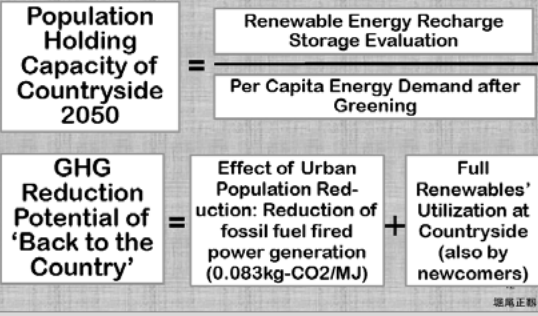 Population
Holding
Capacity of
Countryside
2050
=
Renewable Energy Recharge
Storage Evaluation
Per Capita Energy Demand after
Greening
GHG
Reduction
Potential of
‘Back to the
Country’
=
Effect of Urban
Population Red-
uction: Reduction of
fossil fuel fired
power generation
(0.083kg-CO2/MJ)
+
Full
Renewables’
Utilization at
Countryside
(also by
newcomers)